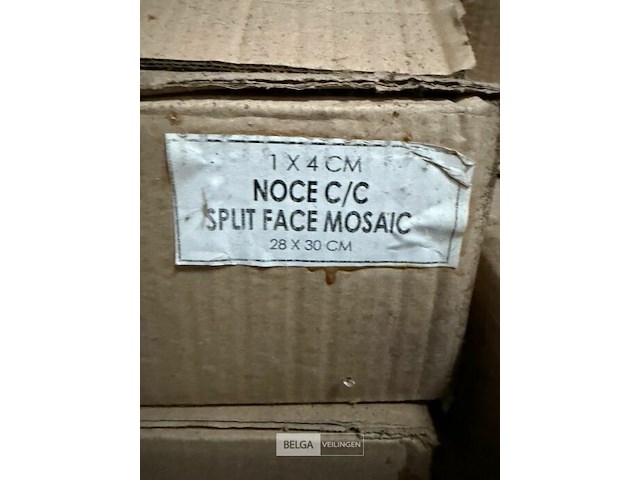 1 X 4 CM
NOCE C/C
SPLIT FACE MOSAIC
28 X 30 CM
BELGA VEILINGEN